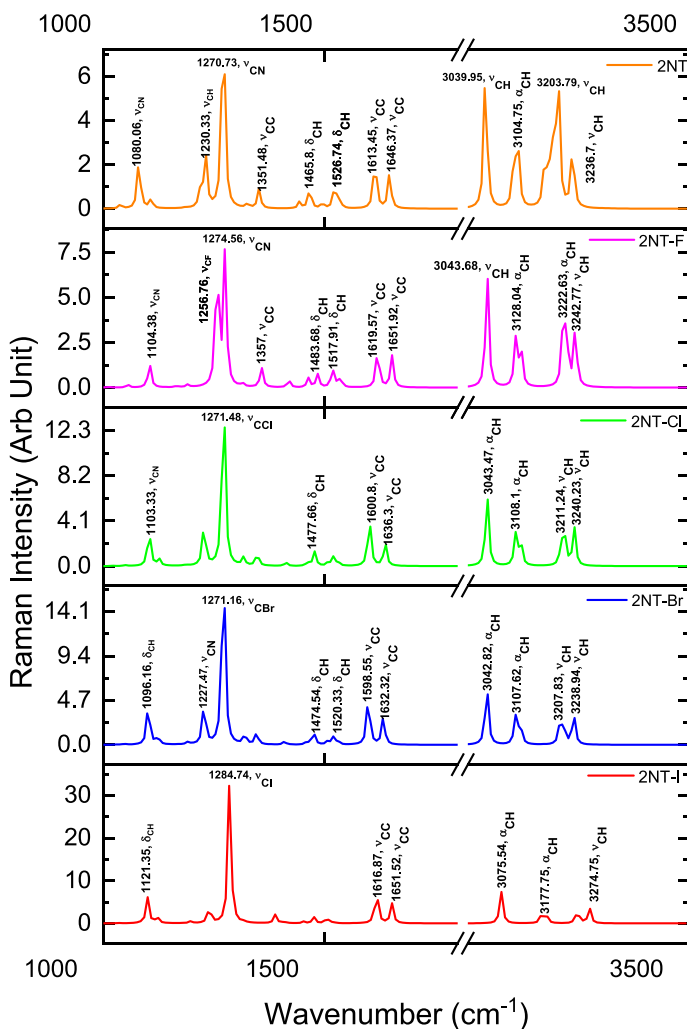 1000 1500 3500
Raman Intensity (Arb Unit)
2NT
6
4
2
0
1080.06, νCN
1230.33, νCH
1270.73, νCN
1351.48, νCC
1465.8, δCH
1526.74, δCH
1613.45, νCC
1646.37, νCC
3039.95, νCH
3104.75, αCH
3203.79, νCH
3236.7, νCH
2NT-F
7.5
5.0
2.5
0.0
1104.38, νCN
1256.76, νCF
1274.56, νCN
1357, νCC
1483.68, δCH
1517.91, δCH
1619.57, νCC
1651.92, νCC
3043.68, νCH
3128.04, αCH
3222.63, αCH
3242.77, νCH
2NT-Cl
12.3
8.2
4.1
0.0
1103.33, νCN
1271.48, νCCl
1477.66, δCH
1600.8, νCC
1636.3, νCC
3043.47, αCH
3108.1, αCH
3211.24, νCH
3240.23, νCH
2NT-Br
14.1
9.4
4.7
0.0
1096.16, δCH
1227.47, νCN
1271.16, νCBr
1474.54, δCH
1520.33, δCH
1598.55, νCC
1632.32, νCC
3042.82, αCH
3107.62, αCH
3207.83, νCH
3238.94, νCH
2NT-I
30
20
10
0
1121.35, δCH
1284.74, νCI
1616.87, νCC
1651.52, νCC
3075.54, αCH
3177.75, αCH
3274.75, νCH
1000 1500 3500
Wavenumber (cm⁻¹)